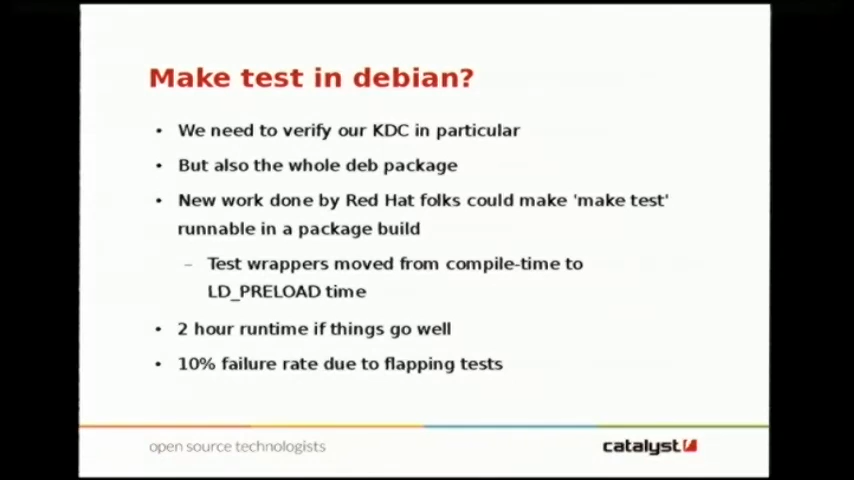 Make test in debian?
• We need to verify our KDC in particular
• But also the whole deb package
• New work done by Red Hat folks could make 'make test'
runnable in a package build
– Test wrappers moved from compile-time to
LD_PRELOAD time
• 2 hour runtime if things go well
• 10% failure rate due to flapping tests
open source technologists
catalyst